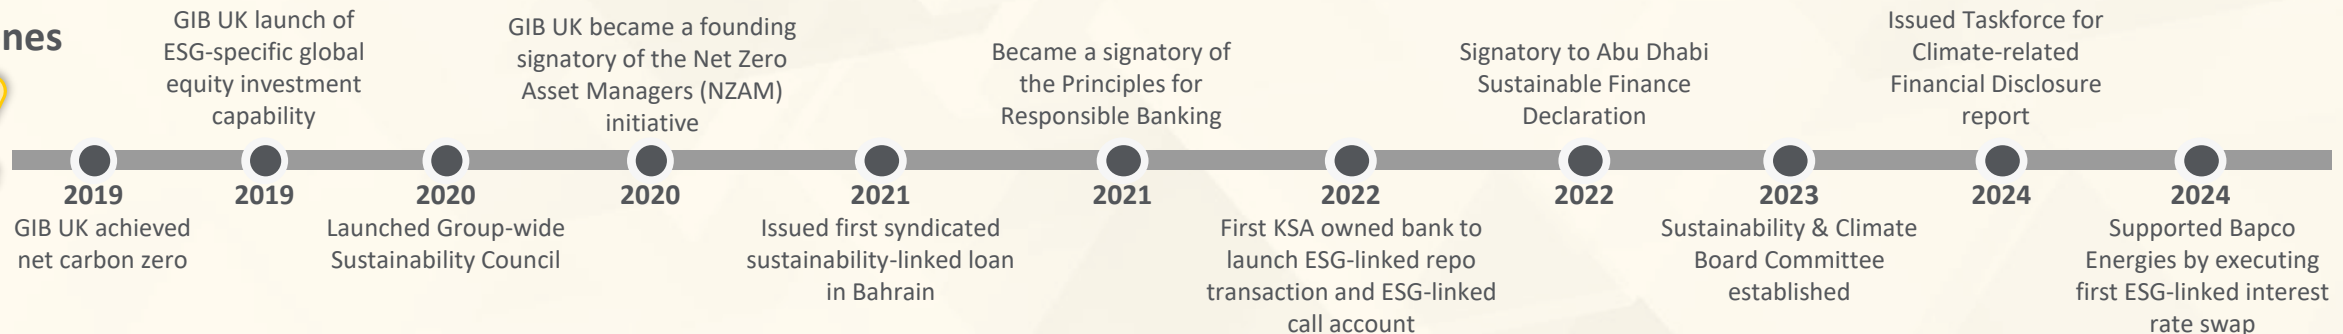 nes
GIB UK launch of
ESG-specific global
equity investment
capability
GIB UK became a founding
signatory of the Net Zero
Asset Managers (NZAM)
initiative
Became a signatory of
the Principles for
Responsible Banking
Signatory to Abu Dhabi
Sustainable Finance
Declaration
Issued Taskforce for
Climate-related
Financial Disclosure
report
2019
2019
2020
2020
2021
2021
2022
2022
2023
2024
2024
GIB UK achieved
net carbon zero
Launched Group-wide
Sustainability Council
Issued first syndicated
sustainability-linked loan
in Bahrain
First KSA owned bank to
launch ESG-linked repo
transaction and ESG-linked
call account
Sustainability & Climate
Board Committee
established
Supported Bapco
Energies by executing
first ESG-linked interest
rate swap